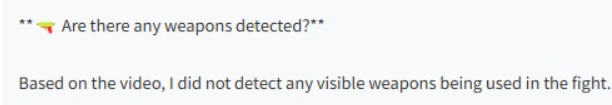 **🔫 Are there any weapons detected?**
Based on the video, I did not detect any visible weapons being used in the fight.